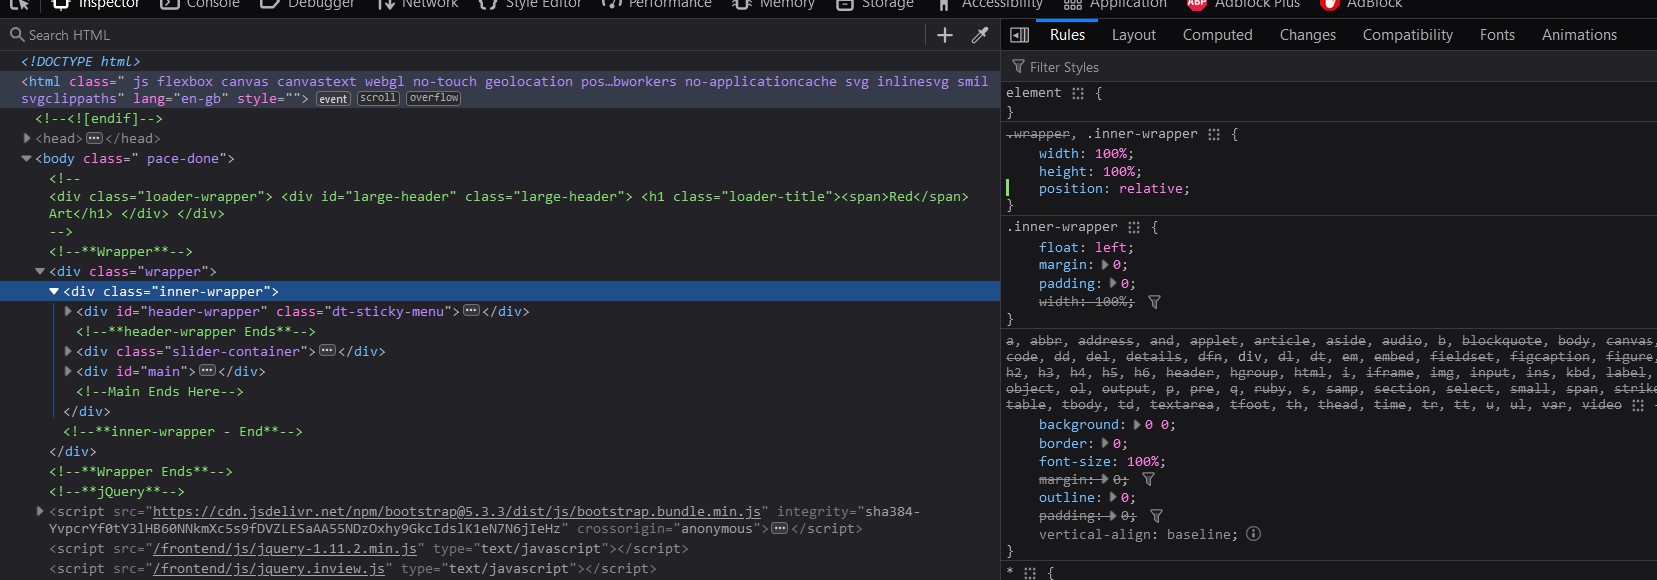 Inspector Console Debugger Network Style Editor Performance Memory Storage Accessibility Application ABP Adblock Plus AdBlock
Search HTML
<!DOCTYPE html>
<html class=" js flexbox canvas canvastext webgl no-touch geolocation pos…bworkers no-applicationcache svg inlinesvg smil
svgclippaths" lang="en-gb" style=""> event scroll overflow
<!--<![endif]-->
<head> ••• </head>
<body class=" pace-done">
<!--
<div class="loader-wrapper"> <div id="large-header" class="large-header"> <h1 class="loader-title"><span>Red</span>
Art</h1> </div> </div>
-->
<!--**Wrapper**-->
<div class="wrapper">
<div class="inner-wrapper">
<div id="header-wrapper" class="dt-sticky-menu"> ••• </div>
<!--**header-wrapper Ends**-->
<div class="slider-container"> ••• </div>
<div id="main"> ••• </div>
<!--Main Ends Here-->
</div>
<!--**inner-wrapper - End**-->
</div>
<!--**Wrapper Ends**-->
<!--**jQuery**-->
<script src="https://cdn.jsdelivr.net/npm/bootstrap@5.3.3/dist/js/bootstrap.bundle.min.js" integrity="sha384-
YvpcrYf0tY3lHB60NNkmXc5s9fDVZLESaAA55NDzOxhy9GkcIdslK1eN7N6jIeHz" crossorigin="anonymous"> ••• </script>
<script src="/frontend/js/jquery-1.11.2.min.js" type="text/javascript"></script>
<script src="/frontend/js/jquery.inview.js" type="text/javascript"></script>
Rules Layout Computed Changes Compatibility Fonts Animations
Filter Styles
element {
}
.wrapper, .inner-wrapper {
width: 100%;
height: 100%;
position: relative;
}
.inner-wrapper {
float: left;
margin: 0;
padding: 0;
width: 100%;
}
a, abbr, address, and, applet, article, aside, audio, b, blockquote, body, canvas,
code, dd, del, details, dfn, div, dl, dt, em, embed, fieldset, figcaption, figure,
h2, h3, h4, h5, h6, header, hgroup, html, i, iframe, img, input, ins, kbd, label,
object, ol, output, p, pre, q, ruby, s, samp, section, select, small, span, strike
table, tbody, td, textarea, tfoot, th, thead, time, tr, tt, u, ul, var, video
background: 0 0;
border: 0;
font-size: 100%;
margin: 0;
outline: 0;
padding: 0;
vertical-align: baseline;
}
* {